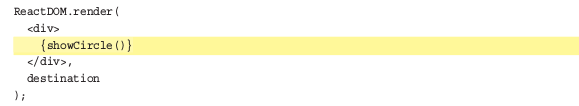 ReactDOM.render(
  <div>
    {showCircle()}
  </div>,
  destination
);